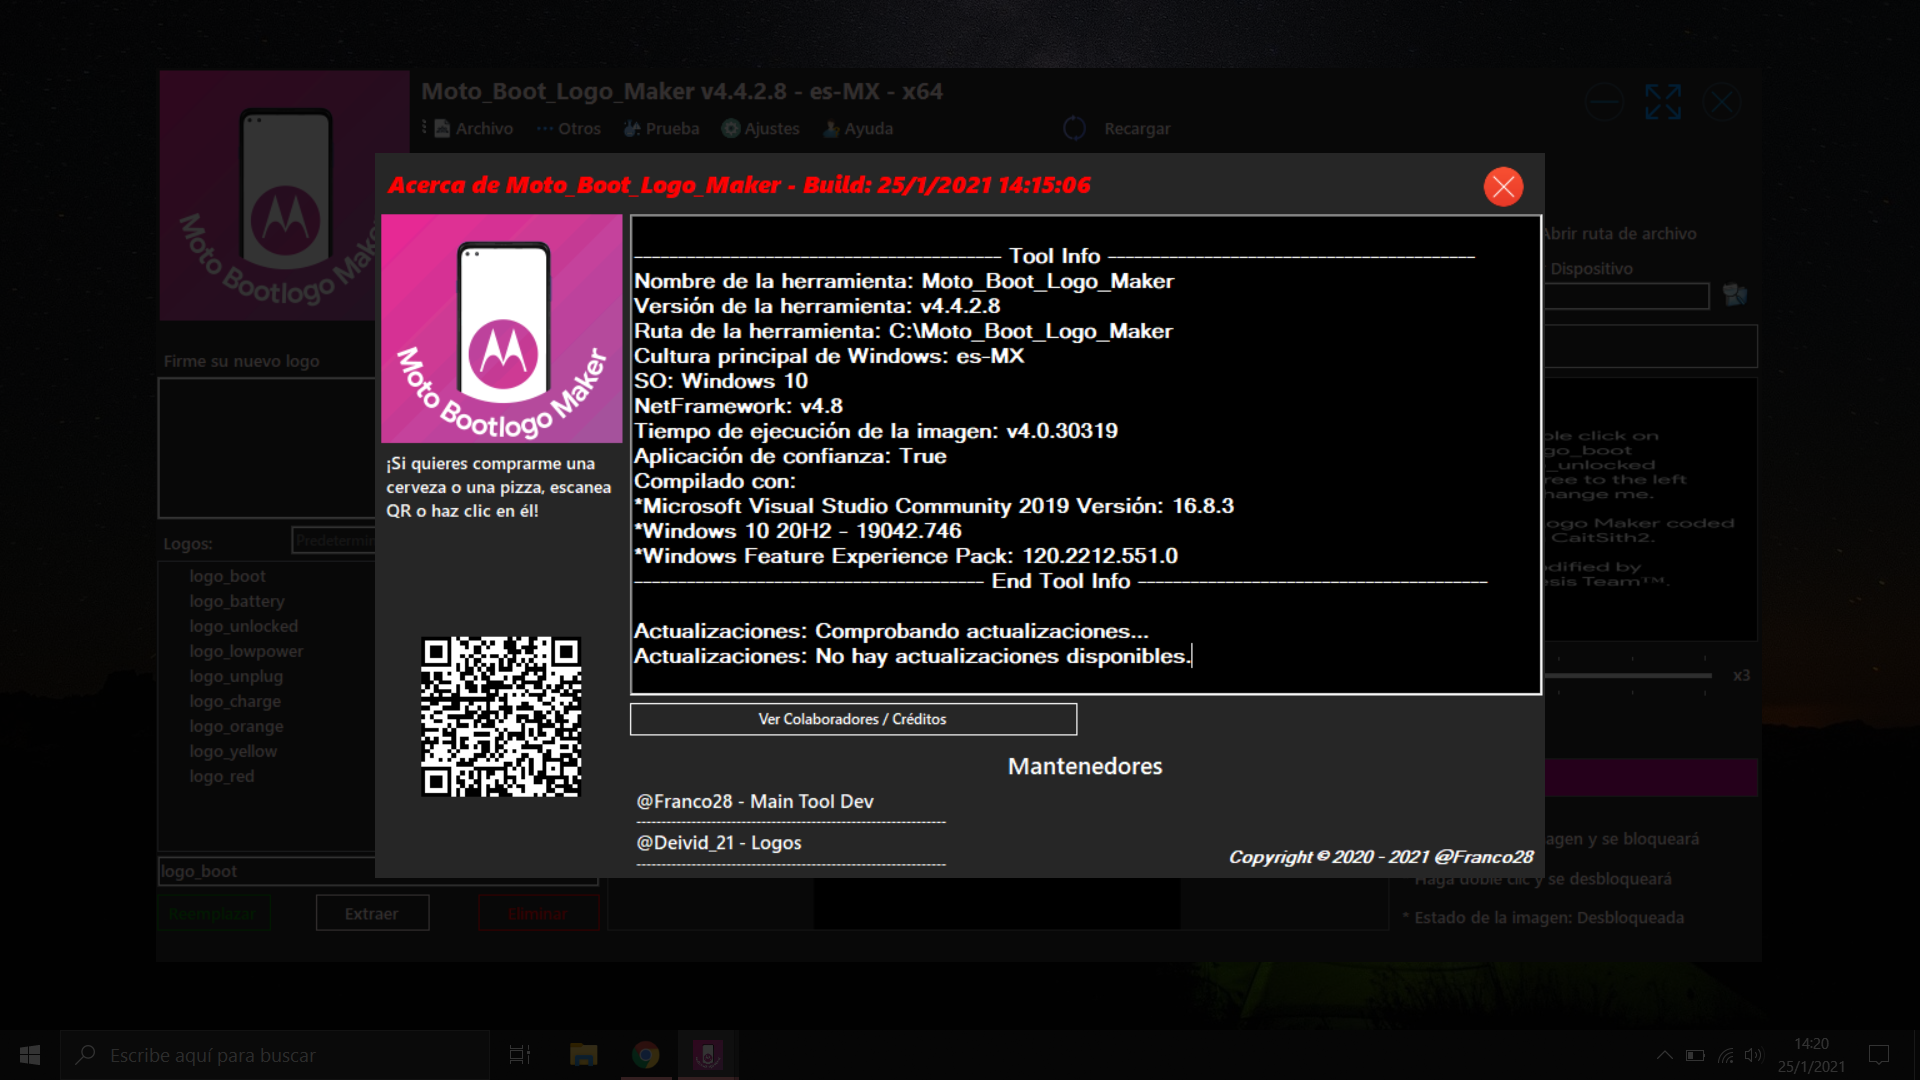 Moto_Boot_Logo_Maker v4.4.2.8 - es-MX - x64
Archivo
Otros
Prueba
Ajustes
Ayuda
Recargar
Moto Bootlogo Make
Firme su nuevo logo
Logos:
Predetermin
logo_boot
logo_battery
logo_unlocked
logo_lowpower
logo_unplug
logo_charge
logo_orange
logo_yellow
logo_red
logo_boot
Reemplazar
Extraer
Eliminar
Acerca de Moto_Boot_Logo_Maker - Build: 25/1/2021 14:15:06
Moto Bootlogo Maker
¡Si quieres comprarme una
cerveza o una pizza, escanea
QR o haz clic en él!
------------------------------------------ Tool Info ------------------------------------------
Nombre de la herramienta: Moto_Boot_Logo_Maker
Versión de la herramienta: v4.4.2.8
Ruta de la herramienta: C:\Moto_Boot_Logo_Maker
Cultura principal de Windows: es-MX
SO: Windows 10
NetFramework: v4.8
Tiempo de ejecución de la imagen: v4.0.30319
Aplicación de confianza: True
Compilado con:
*Microsoft Visual Studio Community 2019 Versión: 16.8.3
*Windows 10 20H2 - 19042.746
*Windows Feature Experience Pack: 120.2212.551.0
---------------------------------------- End Tool Info ----------------------------------------
Actualizaciones: Comprobando actualizaciones...
Actualizaciones: No hay actualizaciones disponibles.
Ver Colaboradores / Créditos
Mantenedores
@Franco28 - Main Tool Dev
--------------------------------------------------------------
@Deivid_21 - Logos
--------------------------------------------------------------
Copyright © 2020 - 2021 @Franco28
Abrir ruta de archivo
Dispositivo
ble click on
go_boot
_unlocked
ree to the left
hange me.
ogo Maker coded
CaitSith2.
odified by
esis Team™.
x3
agen y se bloqueará
Haga doble clic y se desbloqueará
* Estado de la imagen: Desbloqueada
Escribe aquí para buscar
14:20
25/1/2021